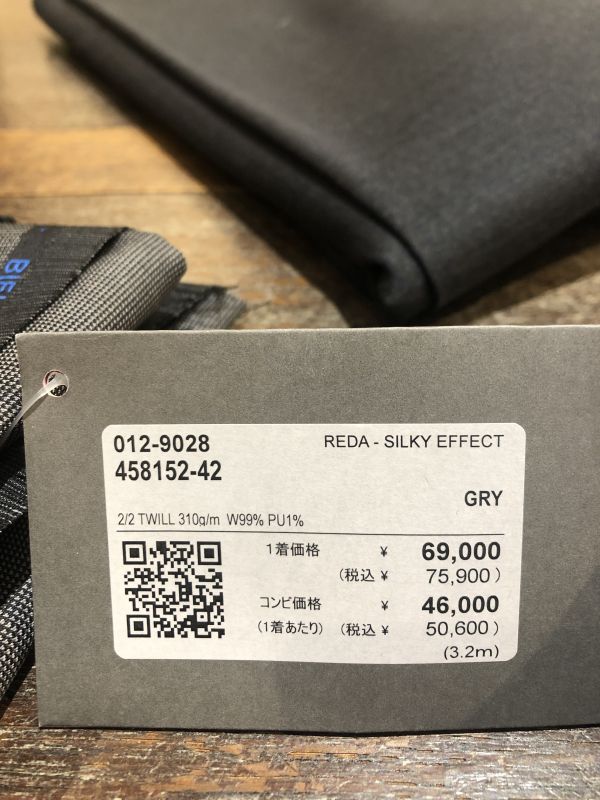 012-9028
REDA - SILKY EFFECT
458152-42
GRY
2/2 TWILL 310g/m W99% PU1%
1着価格 ¥ 69,000
(税込 ¥ 75,900 )
コンビ価格 ¥ 46,000
(1着あたり) (税込 ¥ 50,600 )
(3.2m)